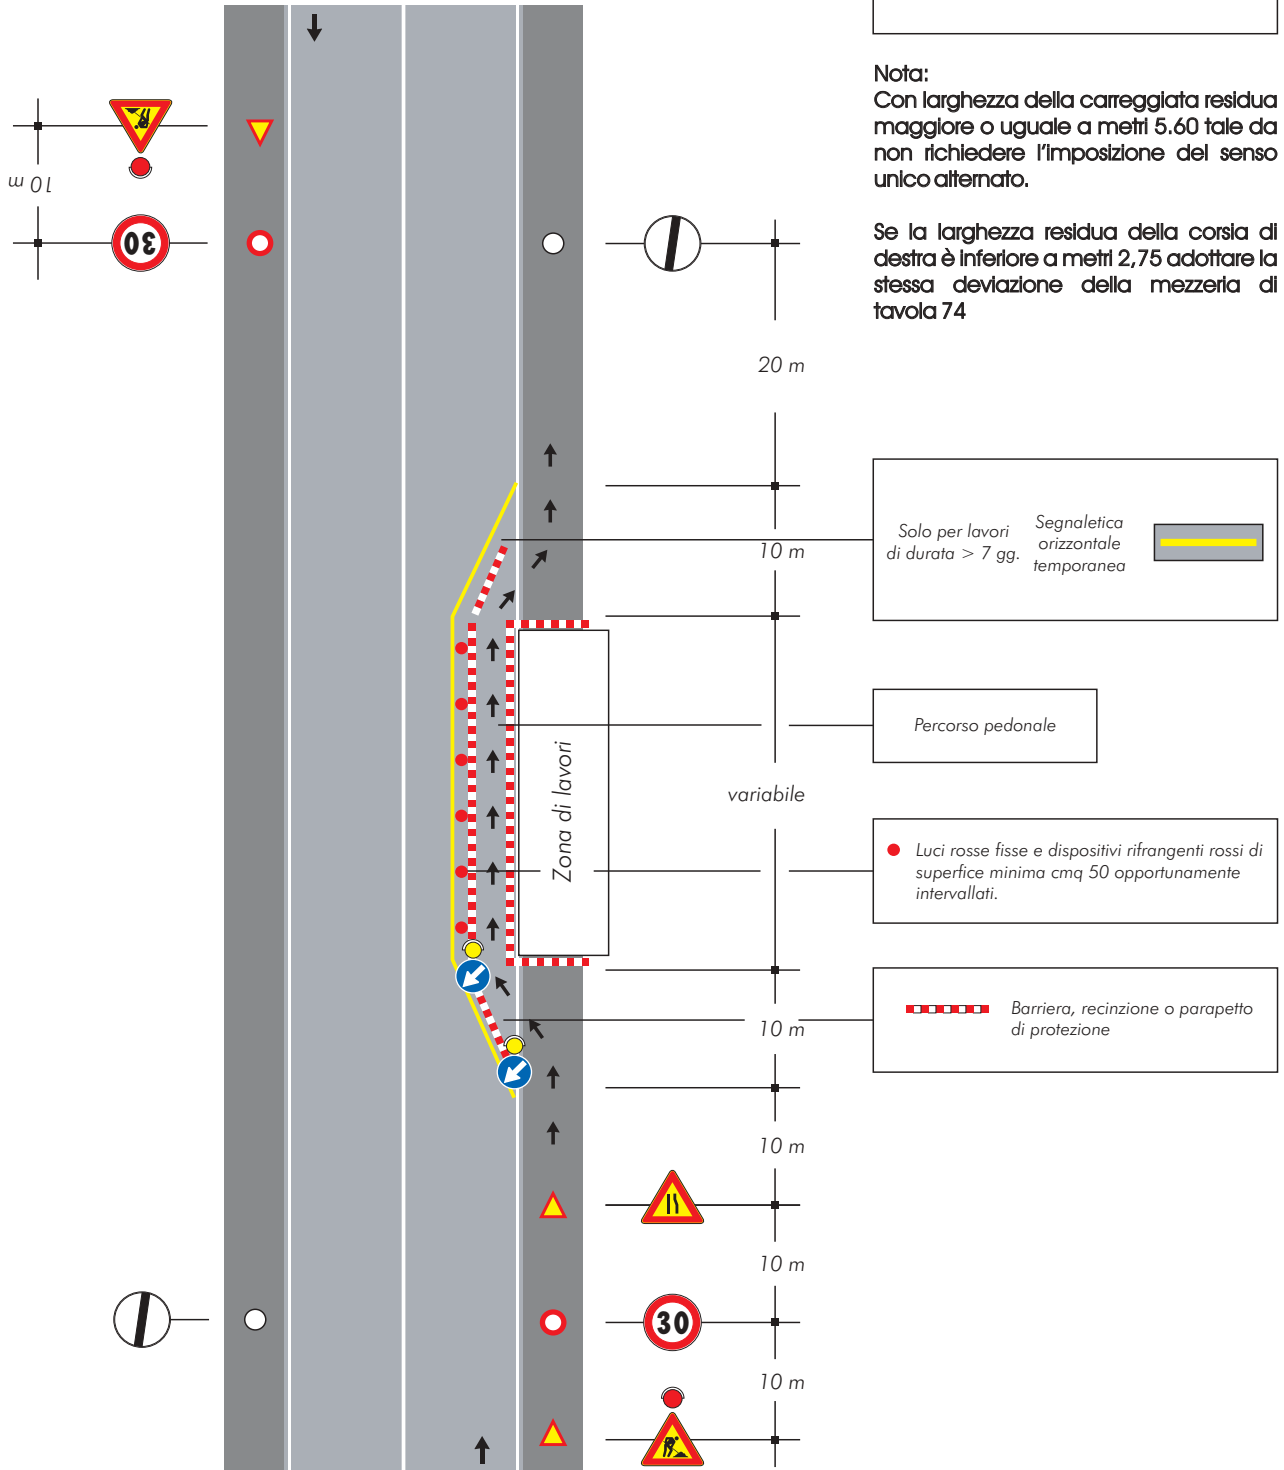 Nota:
Con larghezza della carreggiata residua
maggiore o uguale a metri 5.60 tale da
non richiedere l'imposizione del senso
unico alternato.
Se la larghezza residua della corsia di
destra è inferiore a metri 2,75 adottare la
stessa deviazione della mezzeria di
tavola 74
10 m
30
20 m
10 m
Solo per lavori
di durata > 7 gg.
Segnaletica
orizzontale
temporanea
Percorso pedonale
Zona di lavori
variabile
Luci rosse fisse e dispositivi rifrangenti rossi di
superfice minima cmq 50 opportunamente
intervallati.
Barriera, recinzione o parapetto
di protezione
10 m
10 m
10 m
30
10 m